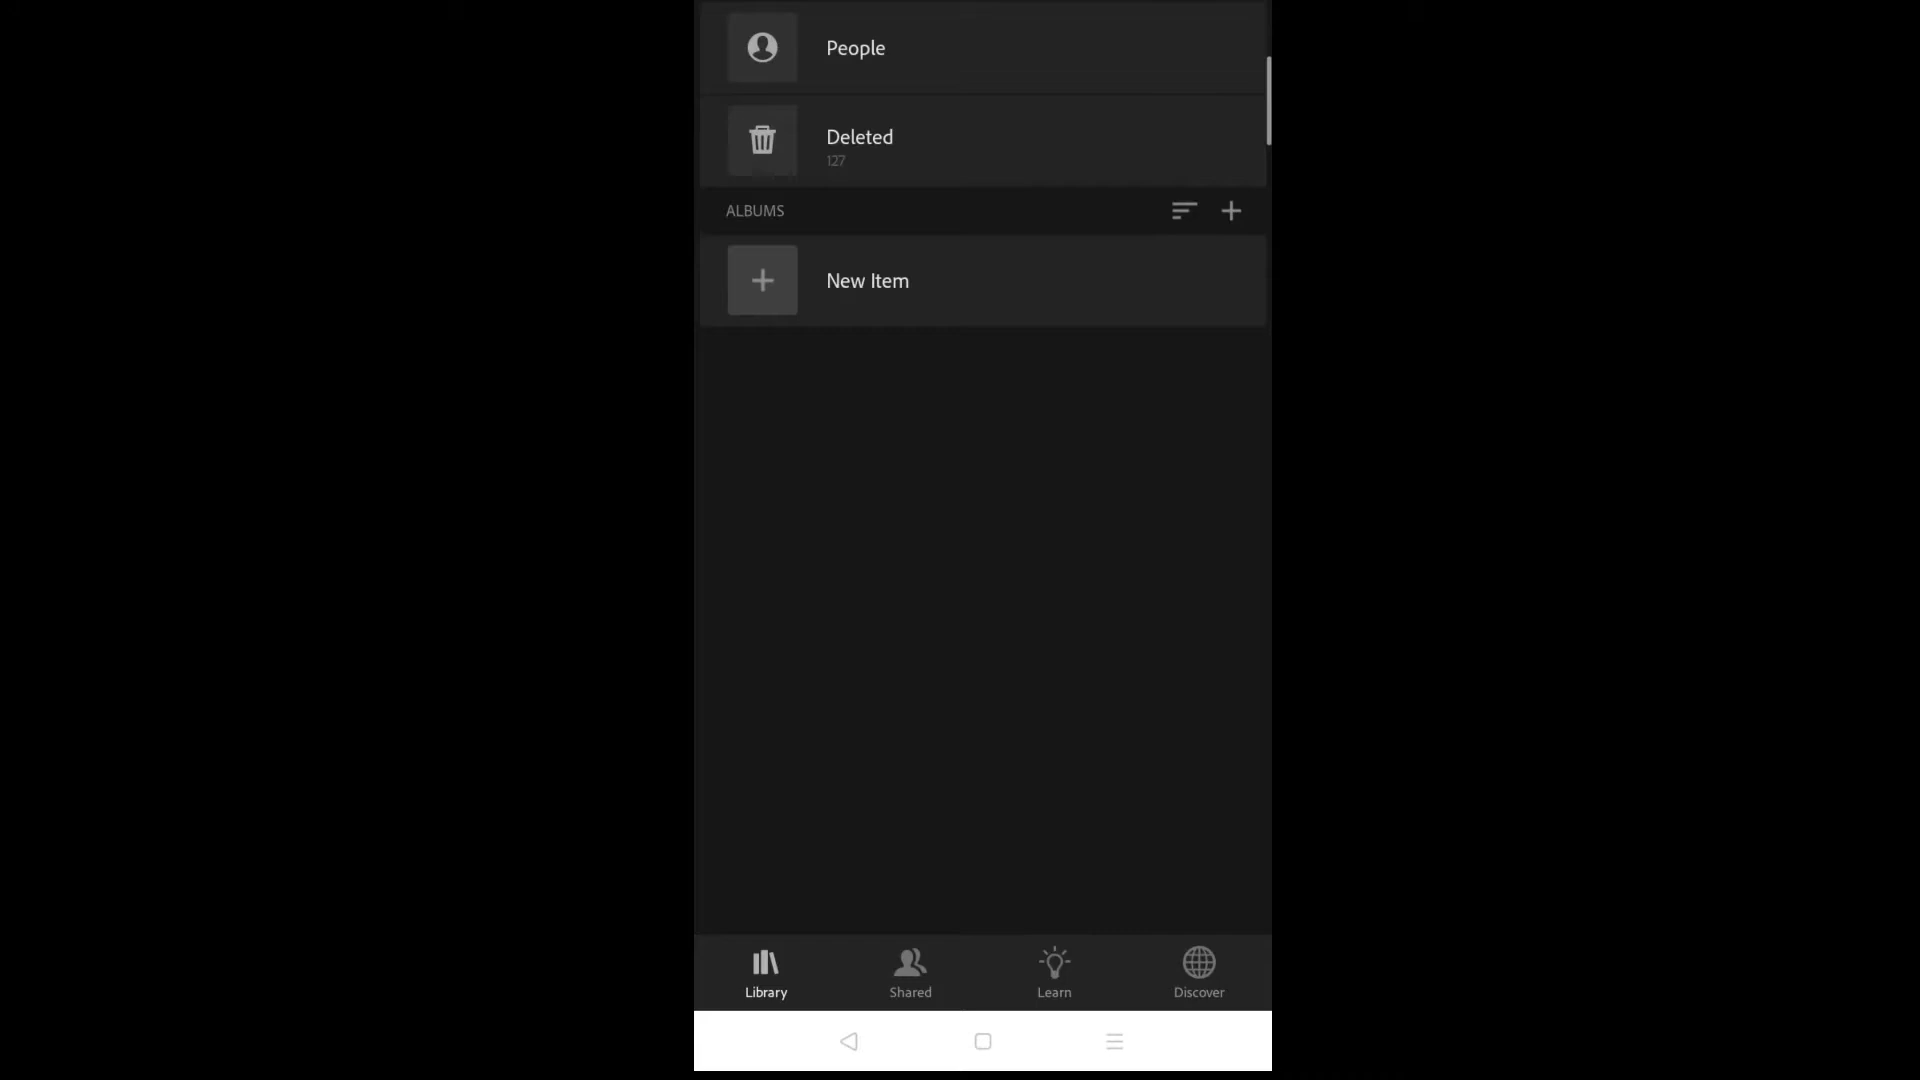 People
Deleted
127
ALBUMS
New Item
Library
Shared
Learn
Discover